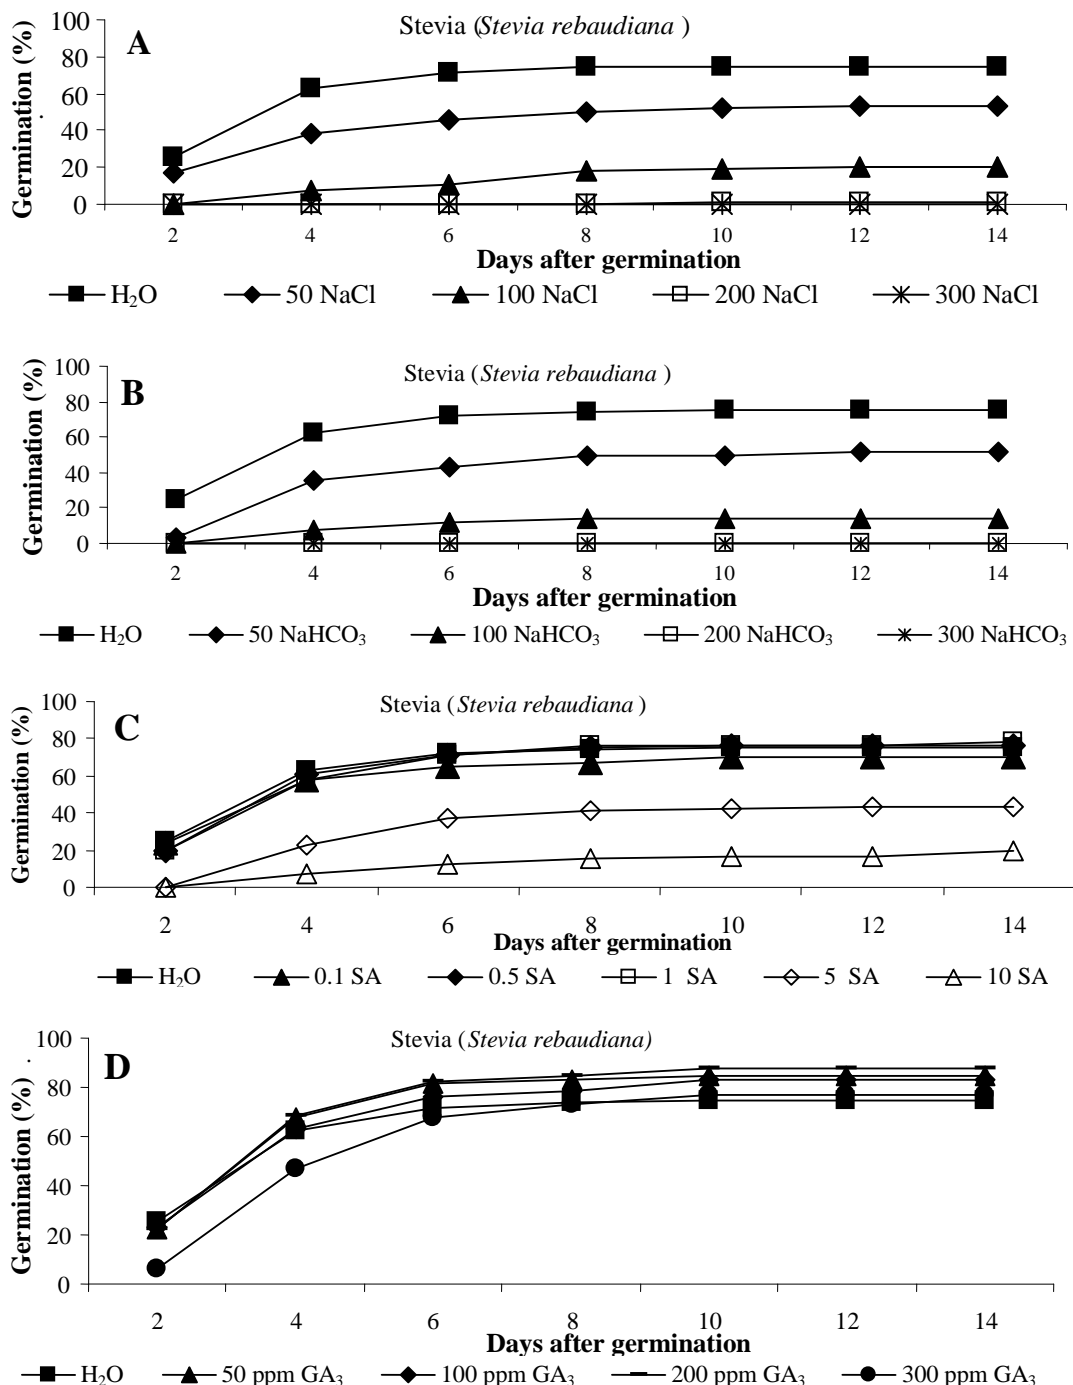 A
Stevia (Stevia rebaudiana )
Germination (%)
100
80
60
40
20
0
2 4 6 8 10 12 14
Days after germination
H₂O 50 NaCl 100 NaCl 200 NaCl 300 NaCl
B
Stevia (Stevia rebaudiana )
Germination (%)
100
80
60
40
20
0
2 4 6 8 10 12 14
Days after germination
H₂O 50 NaHCO₃ 100 NaHCO₃ 200 NaHCO₃ 300 NaHCO₃
C
Stevia (Stevia rebaudiana )
Germination (%)
100
80
60
40
20
0
2 4 6 8 10 12 14
Days after germination
H₂O 0.1 SA 0.5 SA 1 SA 5 SA 10 SA
D
Stevia (Stevia rebaudiana)
Germination (%)
100
80
60
40
20
0
2 4 6 8 10 12 14
Days after germination
H₂O 50 ppm GA₃ 100 ppm GA₃ 200 ppm GA₃ 300 ppm GA₃